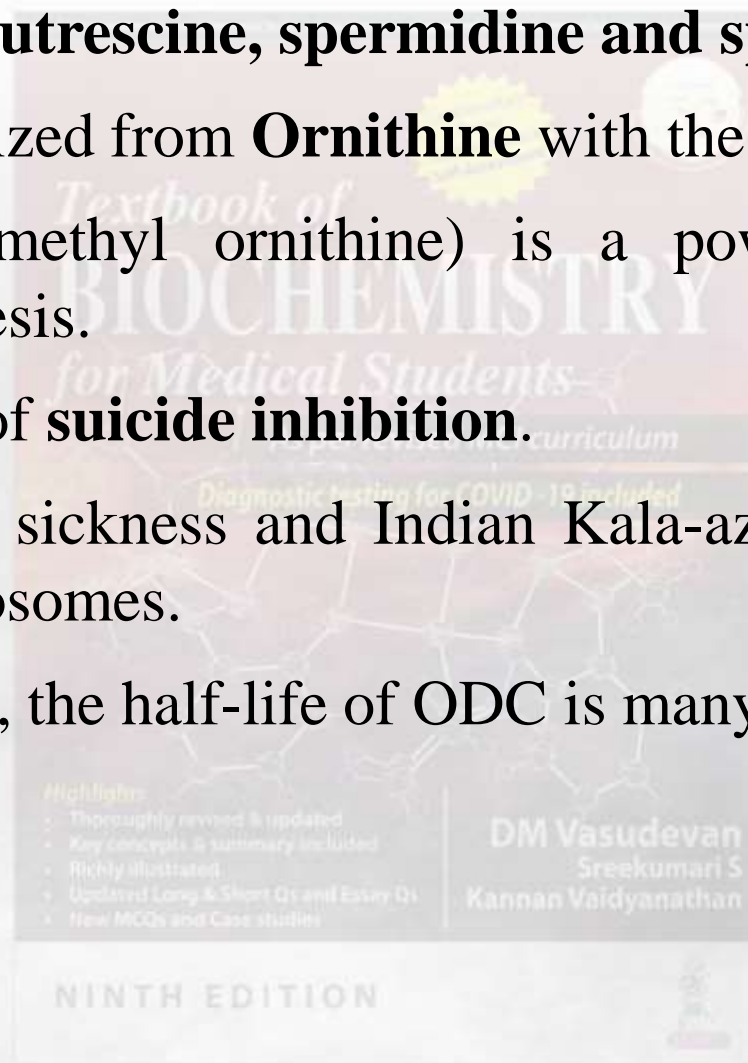 utrescine, spermidine and sp
ized from Ornithine with the
methyl ornithine) is a pow
esis.
of suicide inhibition.
sickness and Indian Kala-az
osomes.
, the half-life of ODC is many
Textbook of
BIOCHEMISTRY
for Medical Students
curriculum
Diagnostic testing for COVID-19 included
Highlights
• Thoroughly revised & updated
• Key concepts & summary included
• Richly illustrated
• Updated Long & Short Qs and Essay Qs
• New MCQs and Case studies
DM Vasudevan
Sreekumari S
Kannan Vaidyanathan
NINTH EDITION